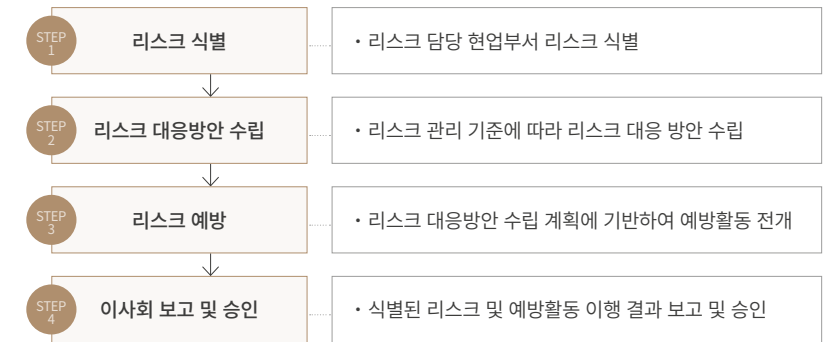 STEP
1
리스크 식별
・리스크 담당 현업부서 리스크 식별
STEP
2
리스크 대응방안 수립
・리스크 관리 기준에 따라 리스크 대응 방안 수립
STEP
3
리스크 예방
・리스크 대응방안 수립 계획에 기반하여 예방활동 전개
STEP
4
이사회 보고 및 승인
・식별된 리스크 및 예방활동 이행 결과 보고 및 승인